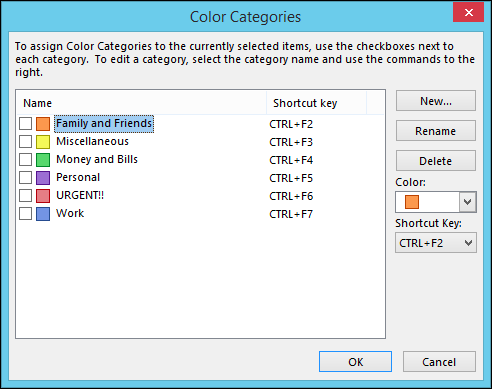 Color Categories
To assign Color Categories to the currently selected items, use the checkboxes next to
each category.  To edit a category, select the category name and use the commands to the
right.
Name Shortcut key
Family and Friends CTRL+F2
Miscellaneous CTRL+F3
Money and Bills CTRL+F4
Personal CTRL+F5
URGENT!! CTRL+F6
Work CTRL+F7
New...
Rename
Delete
Color:
Shortcut Key:
CTRL+F2
OK Cancel